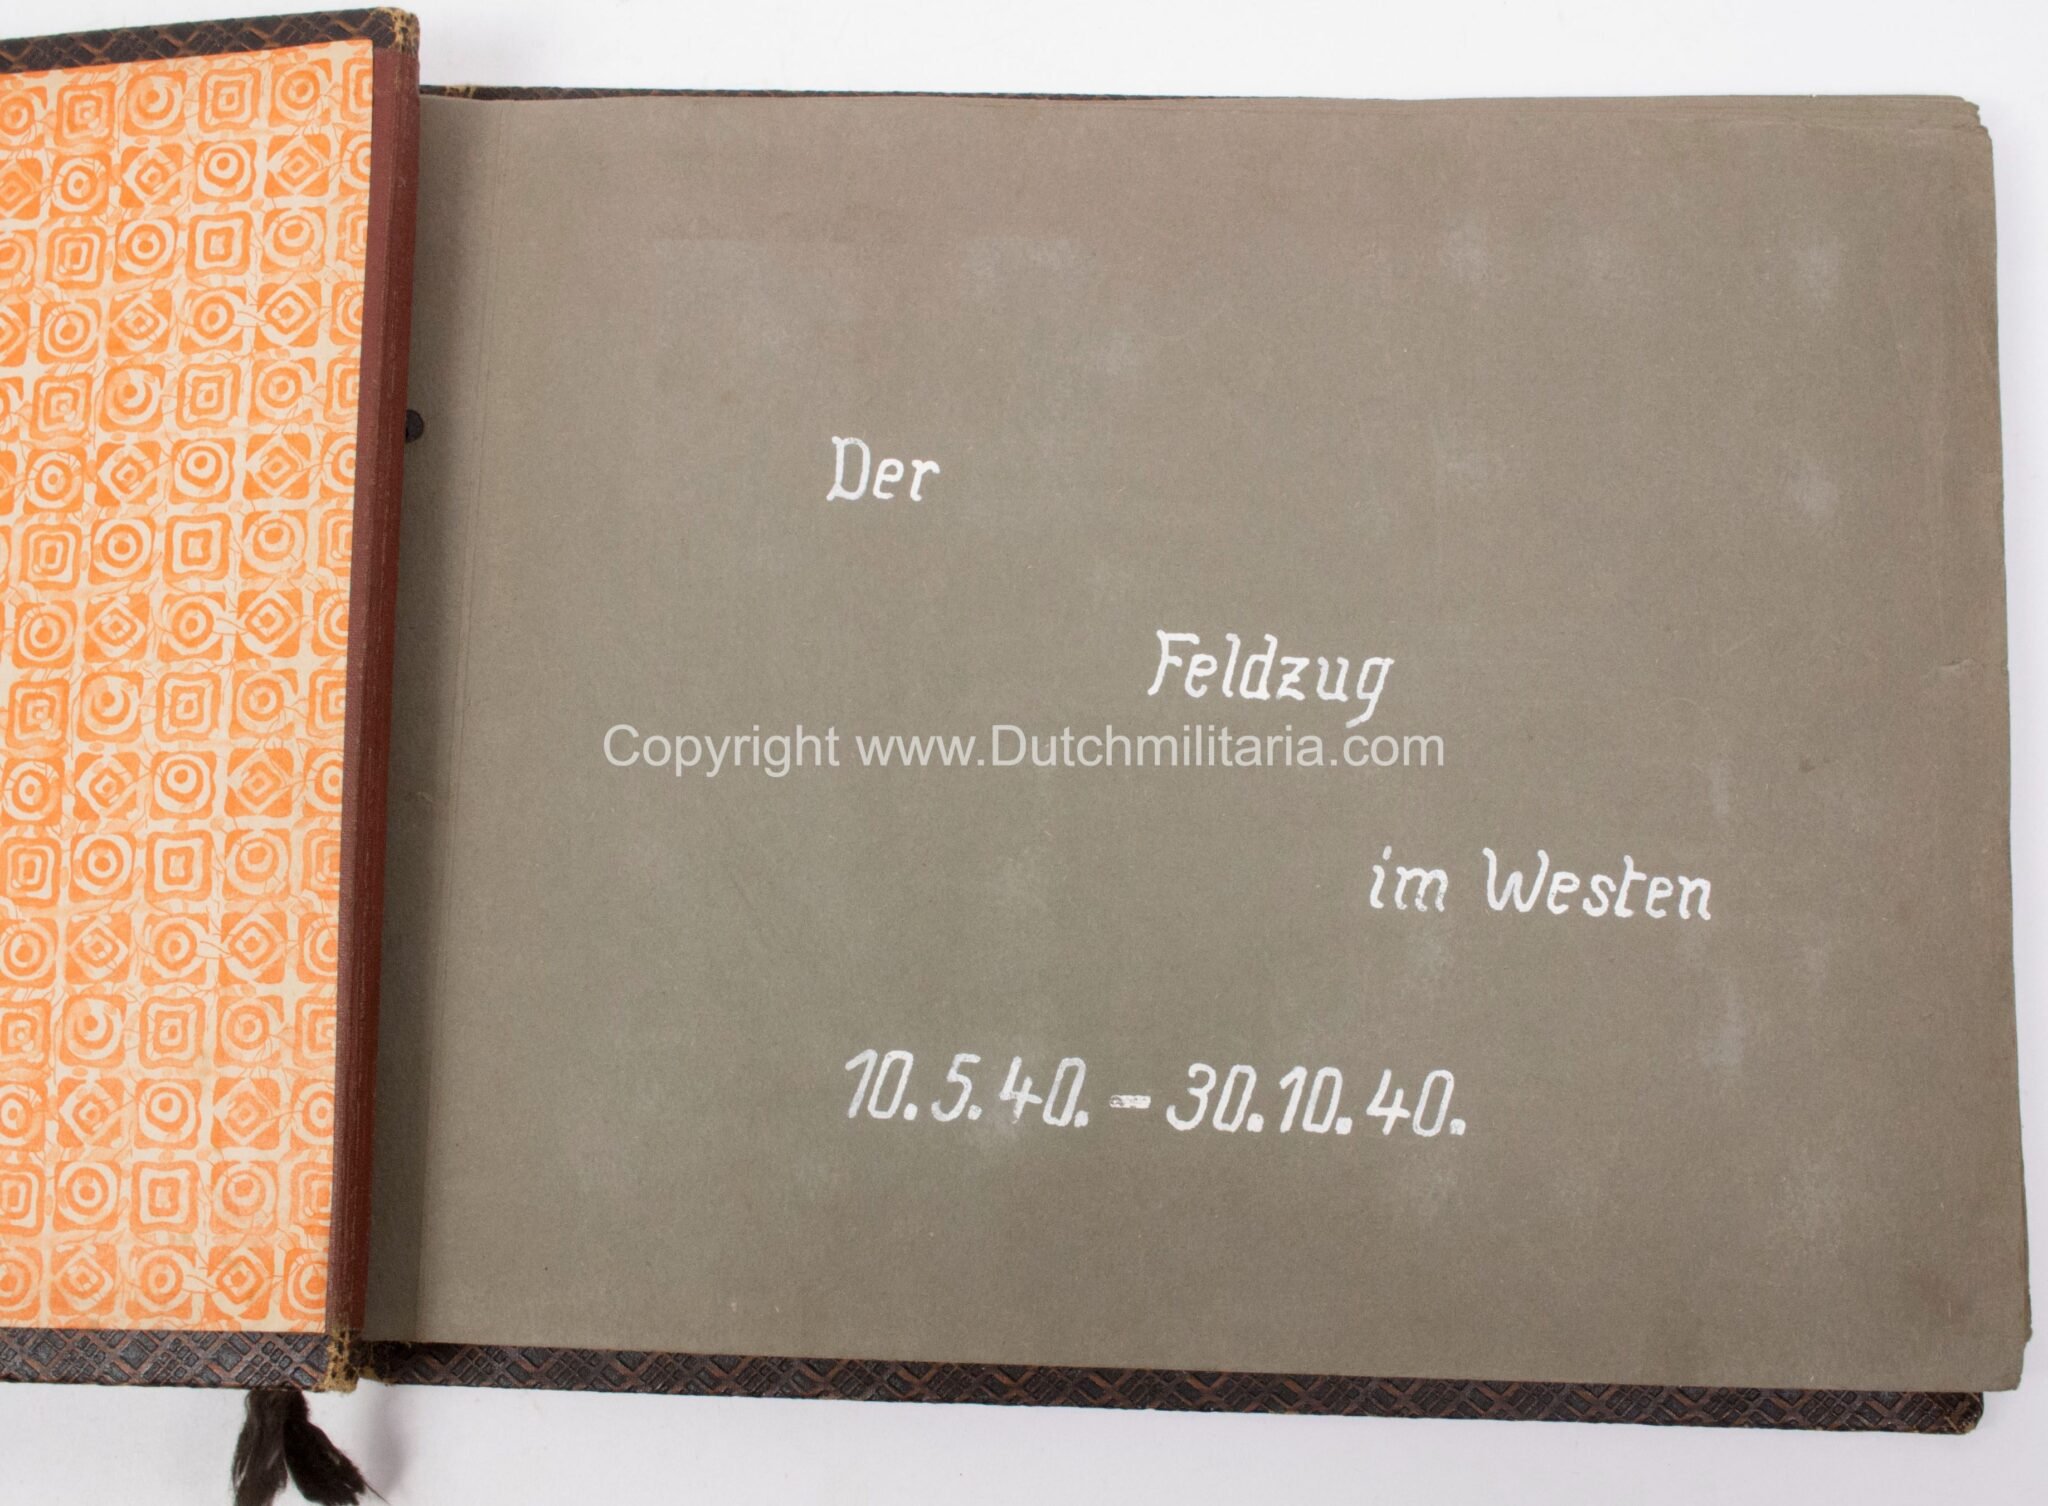 Der
Feldzug
Copyright www.Dutchmilitaria.com
im Westen
10.5.40. - 30.10.40.